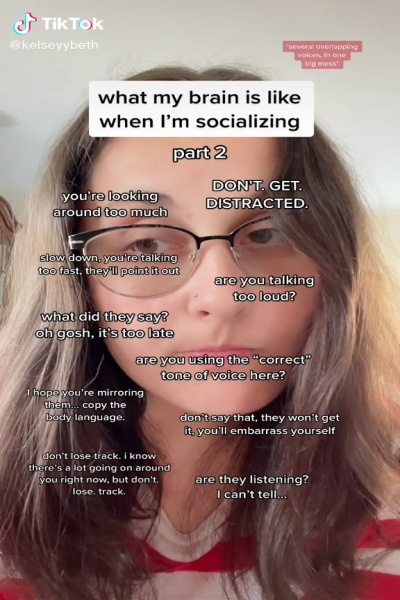 TikTok
@kelseyybeth
*several overlapping
voices, in one
big mess*
what my brain is like
when I'm socializing
part 2
you're looking
around too much
DON'T. GET.
DISTRACTED.
slow down, you're talking
too fast, they'll point it out
are you talking
too loud?
what did they say?
oh gosh, it's too late
are you using the “correct”
tone of voice here?
I hope you're mirroring
them... copy the
body language.
don't say that, they won't get
it, you'll embarrass yourself
don't lose track. i know
there's a lot going on around
you right now, but don't.
lose. track.
are they listening?
I can't tell...